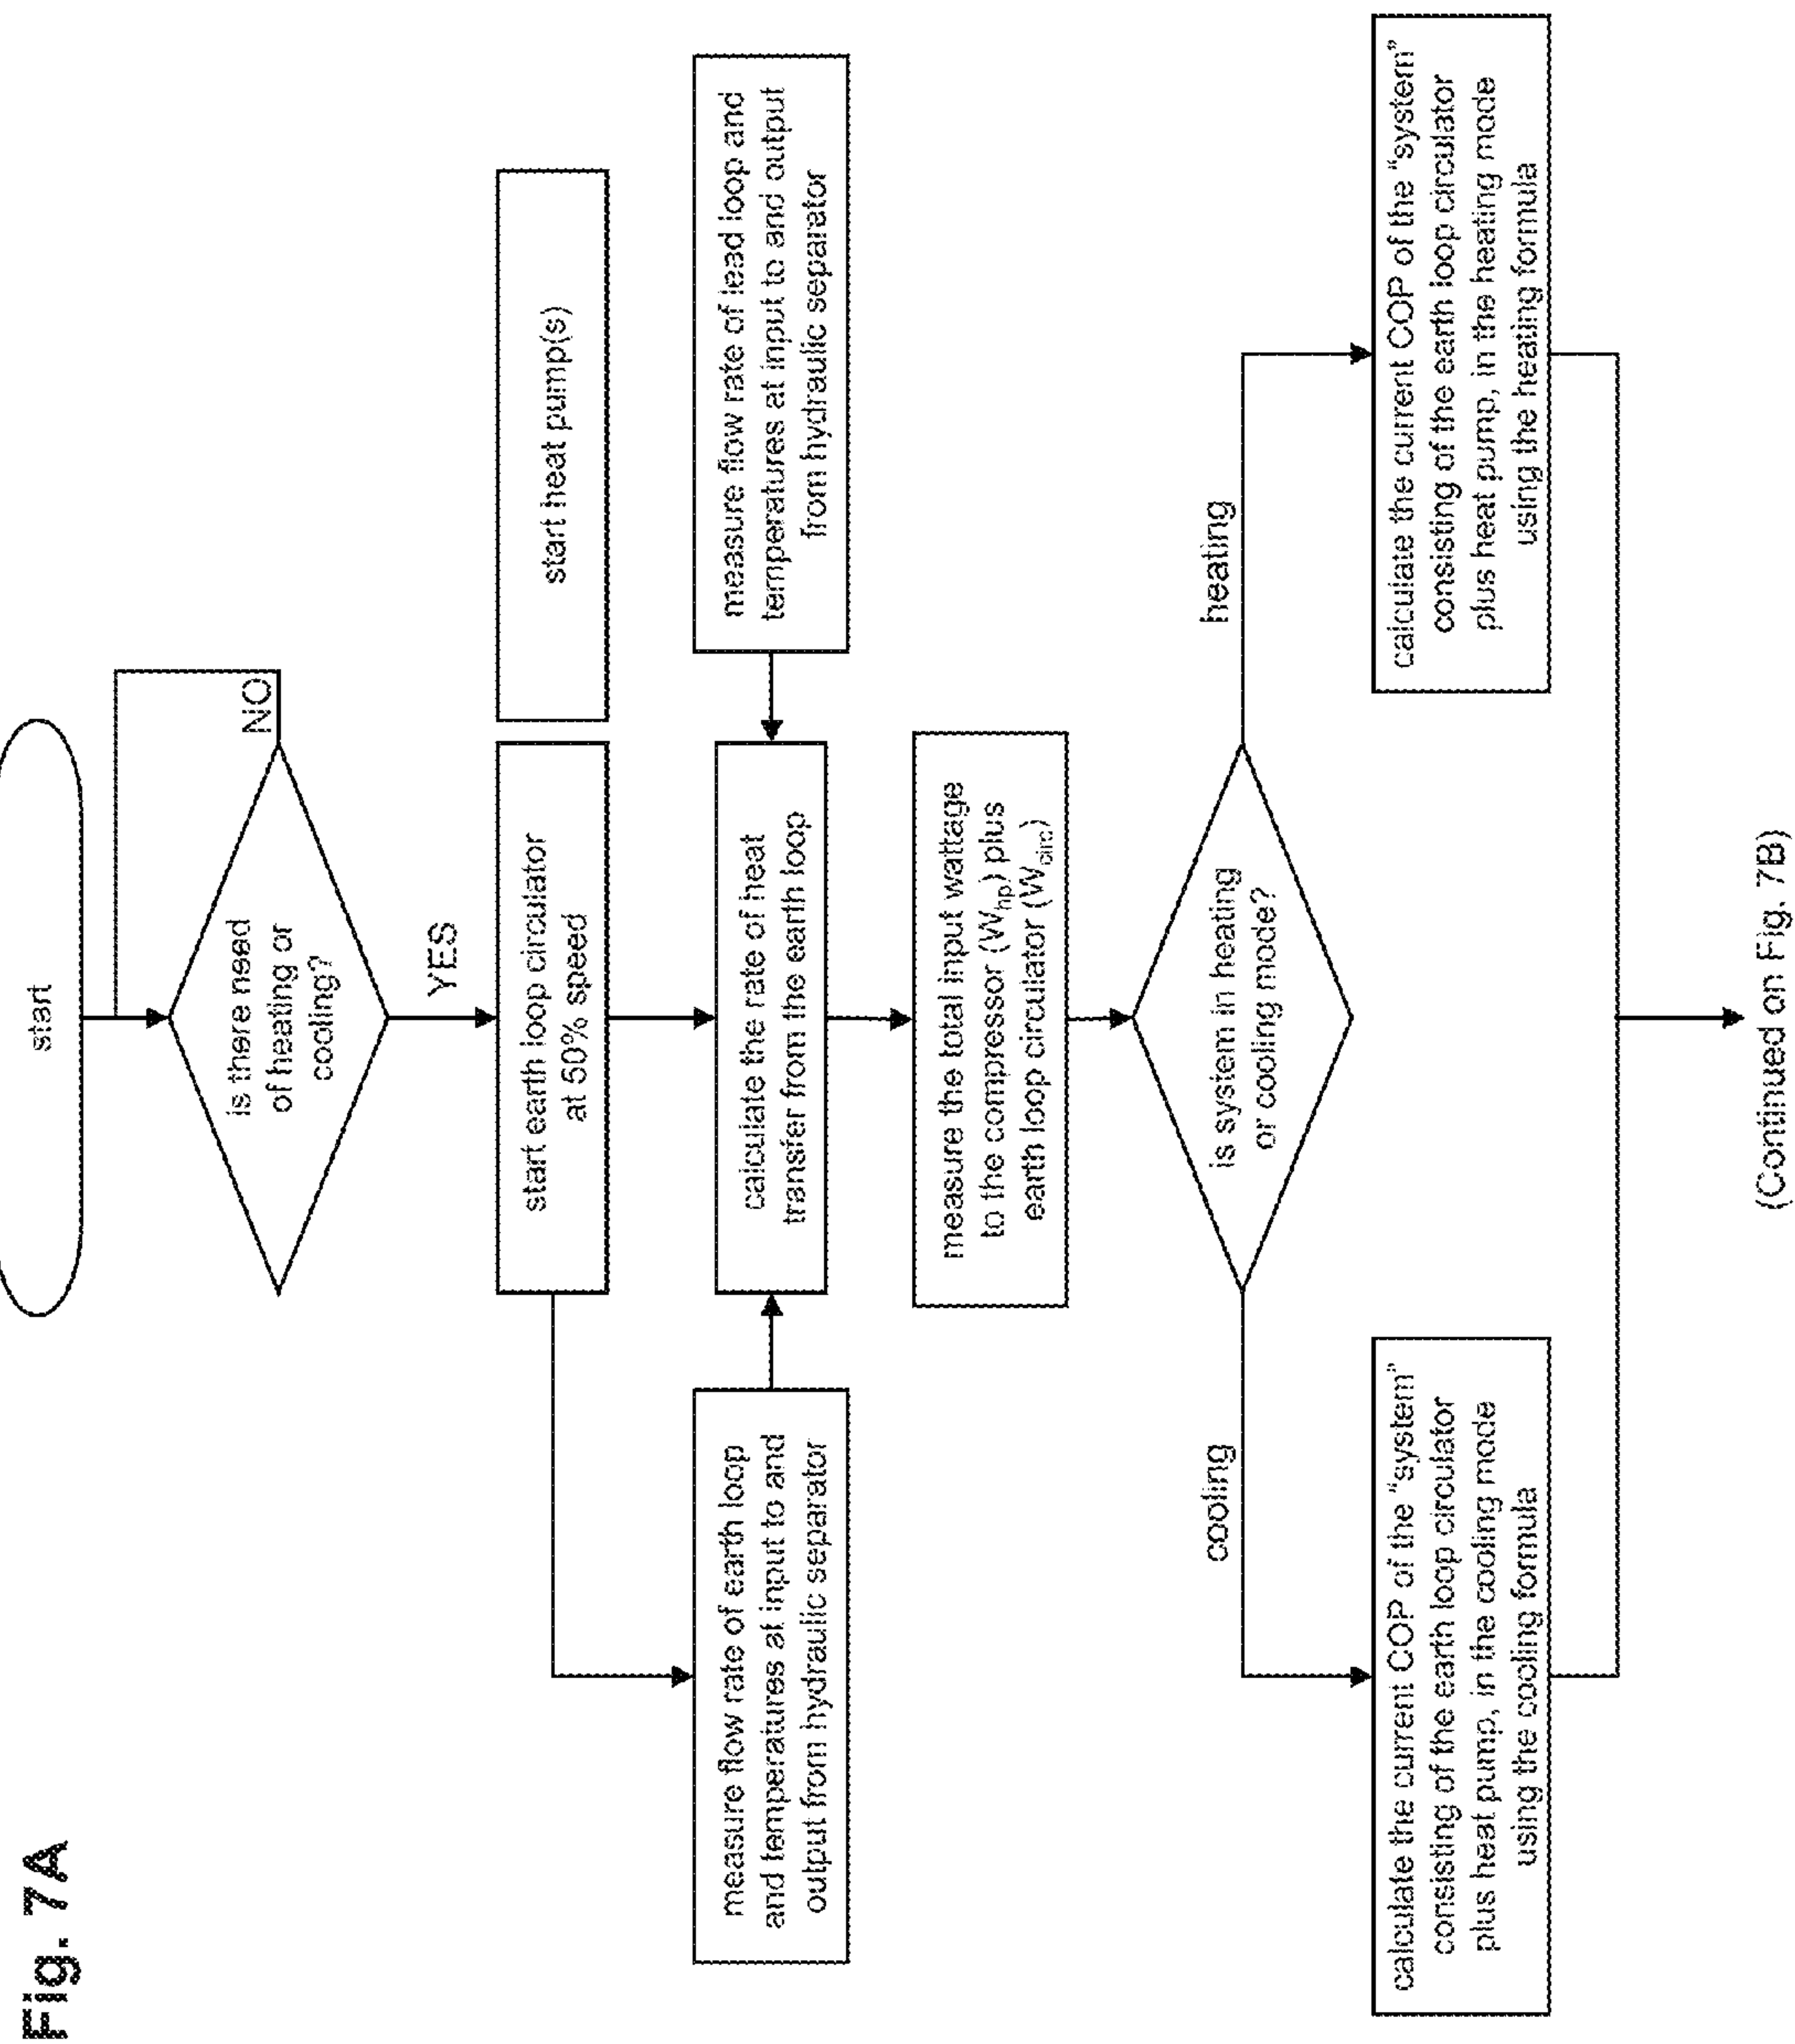 Fig. 7A
start
is there need
of heating or
cooling?
NO
YES
start earth loop circulator
at 50% speed
start heat pump(s)
measure flow rate of earth loop
and temperatures at input to and
output from hydraulic separator
calculate the rate of heat
transfer from the earth loop
measure flow rate of lead loop and
temperatures at input to and output
from hydraulic separator
measure the total input wattage
to the compressor (Whp) plus
earth loop circulator (Wcirc)
is system in heating
or cooling mode?
cooling
heating
calculate the current COP of the "system"
consisting of the earth loop circulator
plus heat pump, in the cooling mode
using the cooling formula
calculate the current COP of the "system"
consisting of the earth loop circulator
plus heat pump, in the heating mode
using the heating formula
(Continued on Fig. 7B)